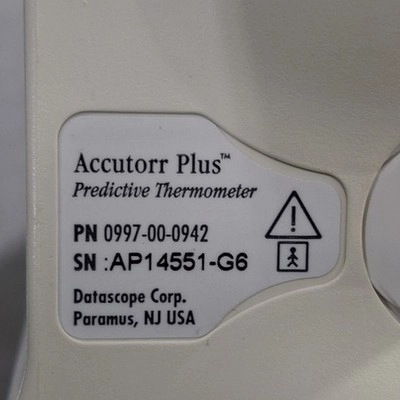 Accutorr Plus™
Predictive Thermometer
PN 0997-00-0942
SN :AP14551-G6
Datascope Corp.
Paramus, NJ USA